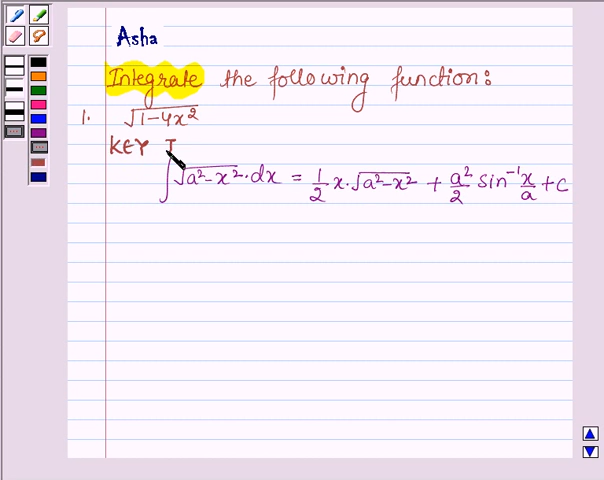 Asha
Integrate the following function:
1. √(1-4x²)
KEY I
∫√(a²-x²)·dx = 1/2 x·√(a²-x²) + a²/2 sin⁻¹ x/a + C